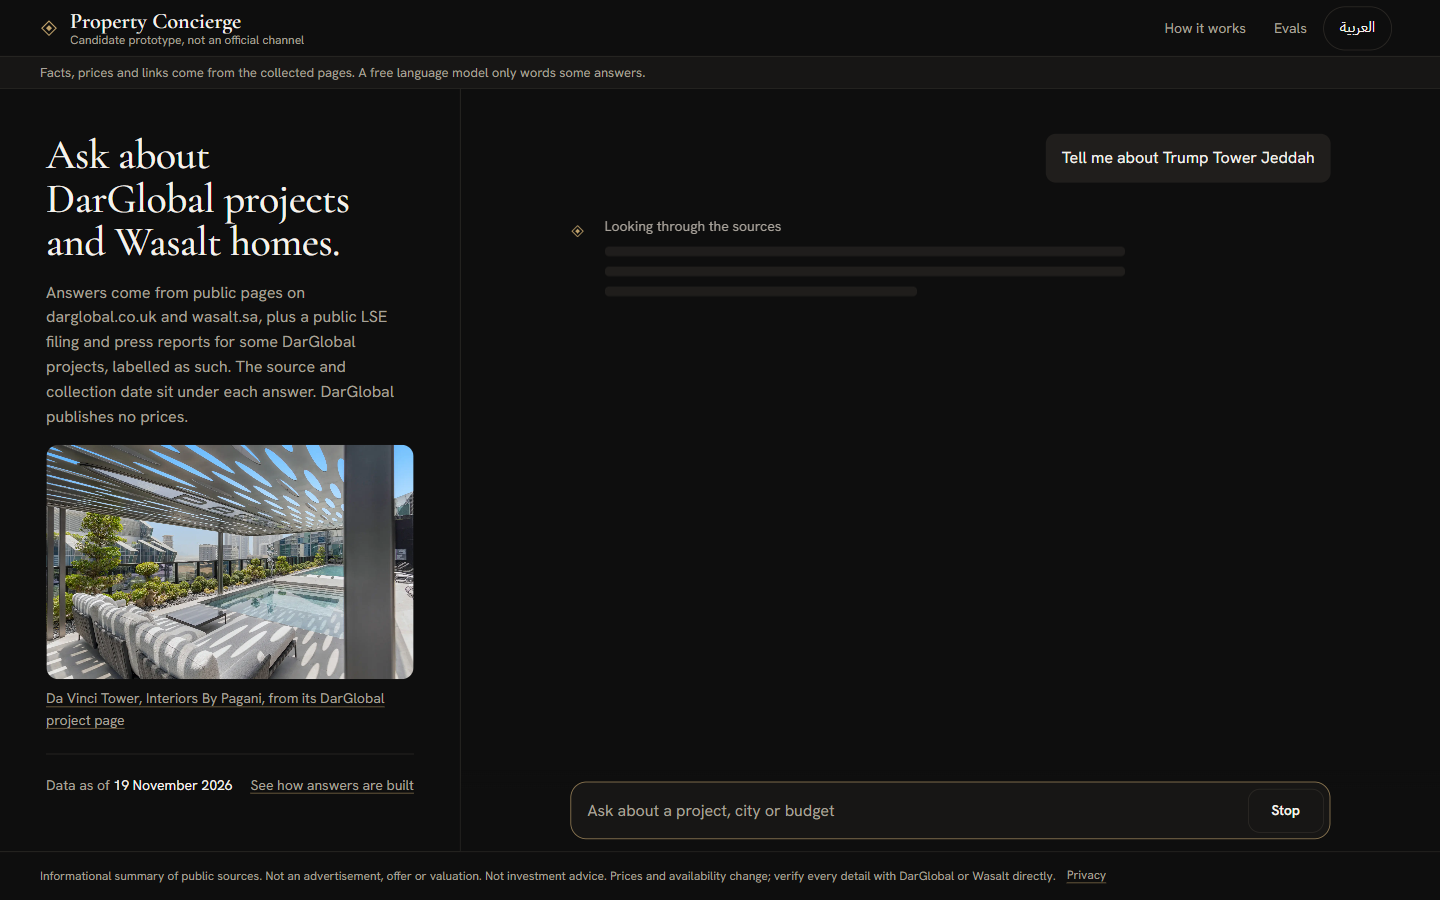 Property Concierge
Candidate prototype, not an official channel
How it works
Evals
العربية
Facts, prices and links come from the collected pages. A free language model only words some answers.
Ask about
DarGlobal projects
and Wasalt homes.
Answers come from public pages on
darglobal.co.uk and wasalt.sa, plus a public LSE
filing and press reports for some DarGlobal
projects, labelled as such. The source and
collection date sit under each answer. DarGlobal
publishes no prices.
Da Vinci Tower, Interiors By Pagani, from its DarGlobal
project page
Data as of 19 November 2026
See how answers are built
Tell me about Trump Tower Jeddah
Looking through the sources
Ask about a project, city or budget
Stop
Informational summary of public sources. Not an advertisement, offer or valuation. Not investment advice. Prices and availability change; verify every detail with DarGlobal or Wasalt directly.
Privacy